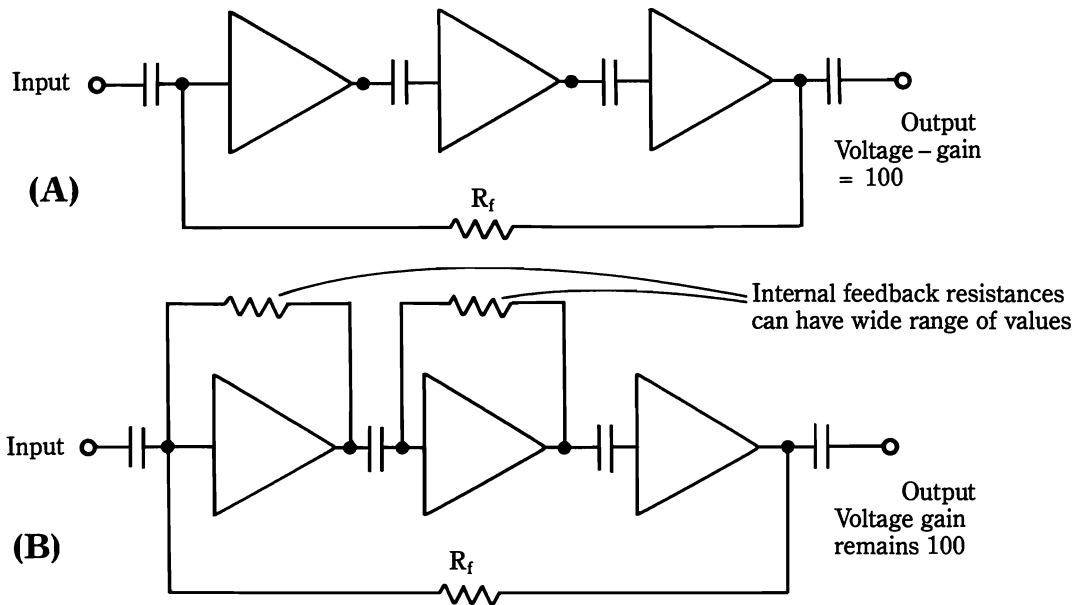 Input
Output
Voltage – gain
= 100
(A)
Rf
Internal feedback resistances
can have wide range of values
Input
Output
Voltage gain
remains 100
(B)
Rf